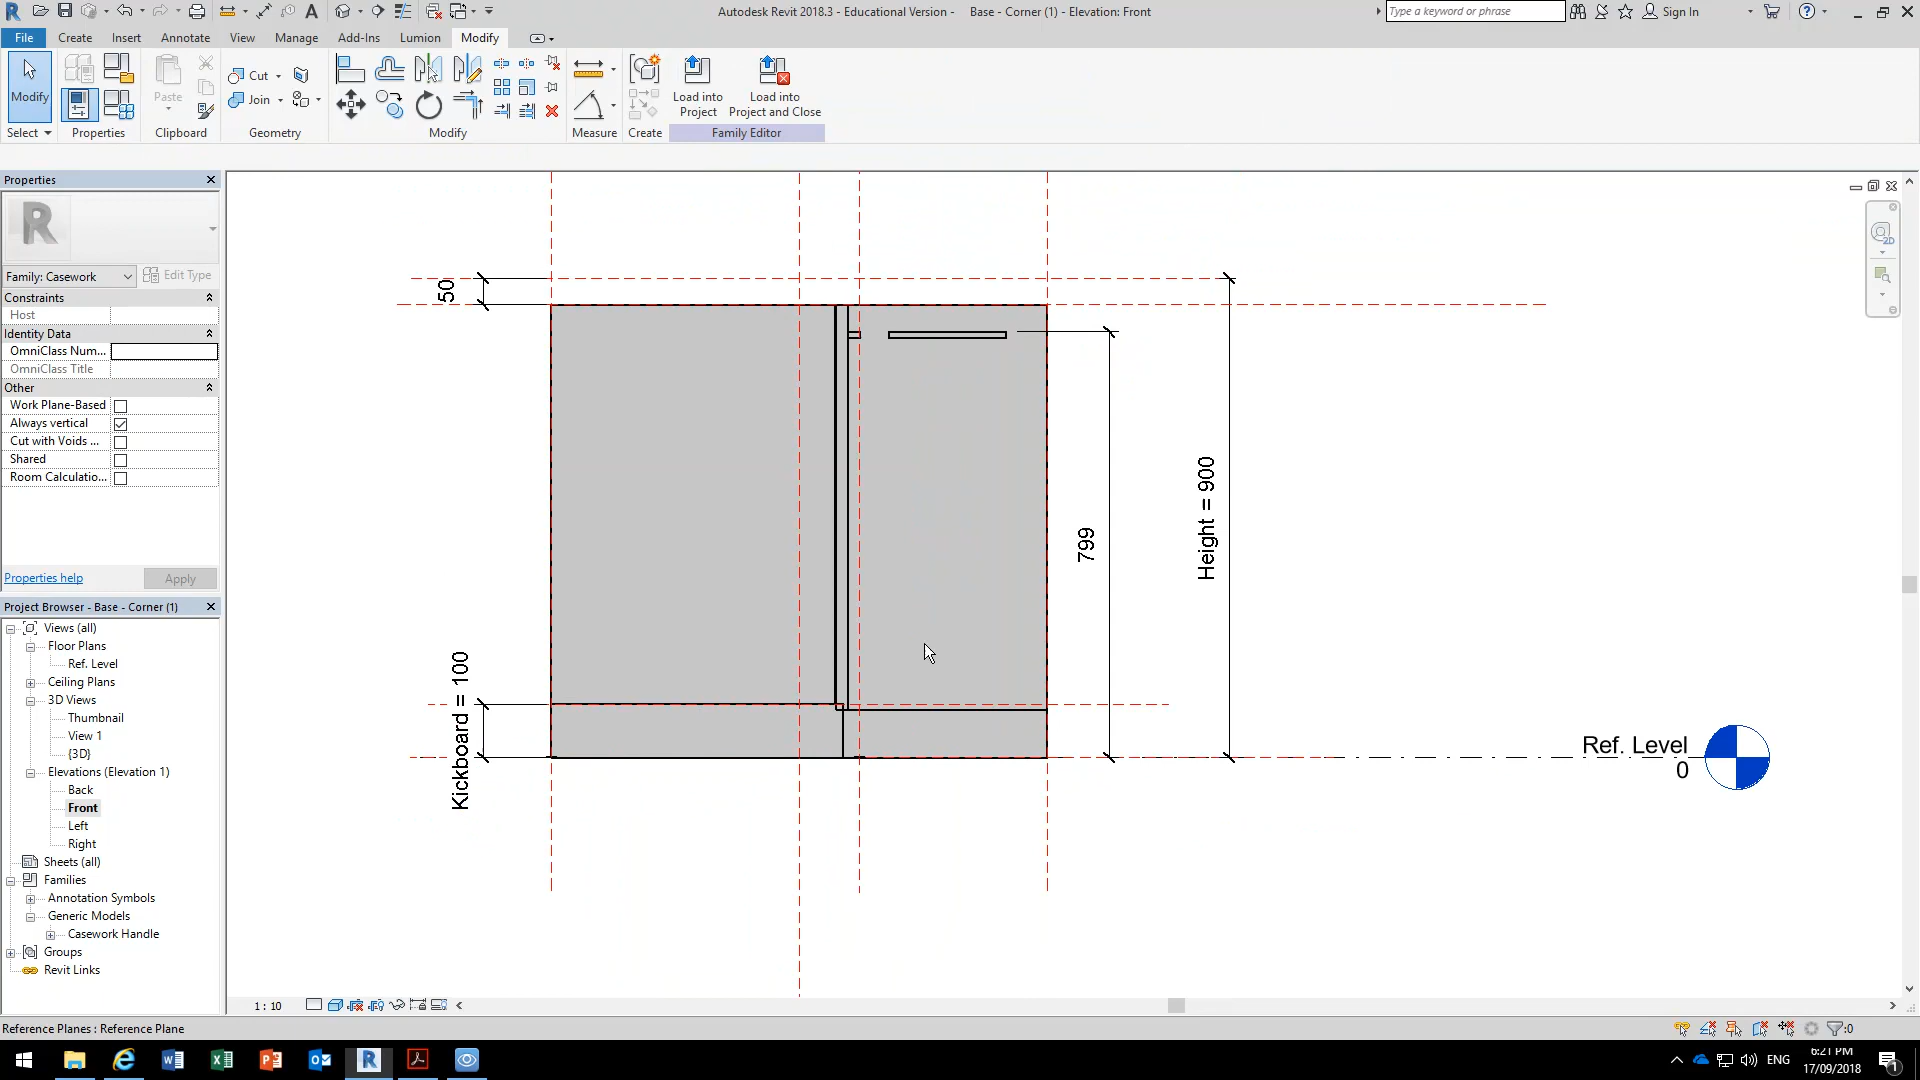 Autodesk Revit 2018.3 - Educational Version - Base - Corner (1) - Elevation: Front
Type a keyword or phrase
Sign In
File Create Insert Annotate View Manage Add-Ins Lumion Modify
Modify
Paste
Cut
Join
Load into Project
Load into Project and Close
Select Properties Clipboard Geometry Modify Measure Create Family Editor
Properties
Family: Casework
Edit Type
Constraints
Host
Identity Data
OmniClass Num...
OmniClass Title
Other
Work Plane-Based
Always vertical
Cut with Voids ...
Shared
Room Calculatio...
Properties help
Apply
Project Browser - Base - Corner (1)
Views (all)
Floor Plans
Ref. Level
Ceiling Plans
3D Views
Thumbnail
View 1
{3D}
Elevations (Elevation 1)
Back
Front
Left
Right
Sheets (all)
Families
Annotation Symbols
Generic Models
Casework Handle
Groups
Revit Links
2D
50
Kickboard = 100
799
Height = 900
Ref. Level
0
1 : 10
Reference Planes : Reference Plane
:0
ENG
6:21 PM
17/09/2018
1